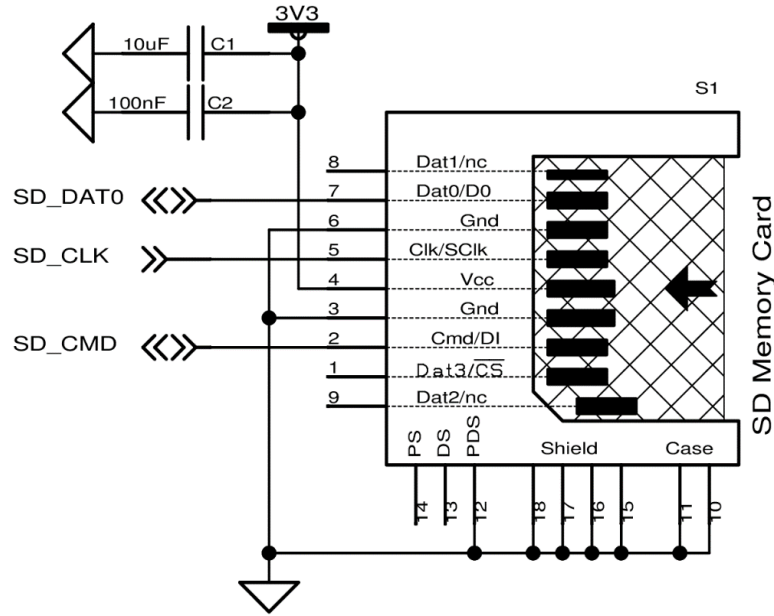 3V3
10uF C1
100nF C2
S1
8 Dat1/nc
SD_DAT0 7 Dat0/D0
6 Gnd
SD_CLK 5 Clk/SClk
4 Vcc
3 Gnd
SD_CMD 2 Cmd/DI
1 Dat3/C̅S̅
9 Dat2/nc
SD Memory Card
PS DS PDS Shield Case
14 13 12 18 17 16 15 11 10